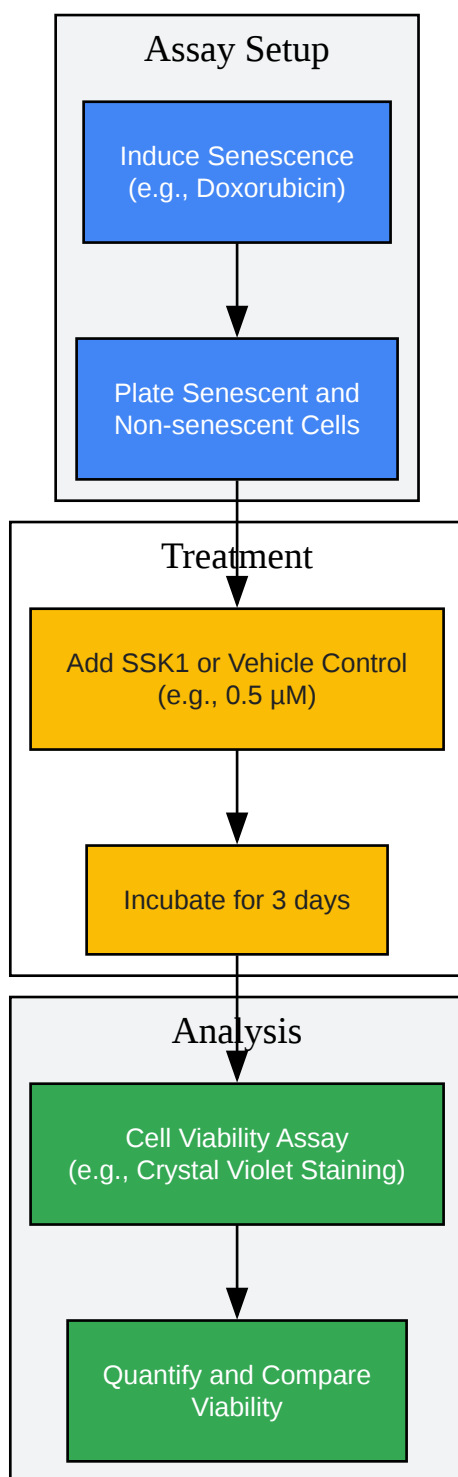 Assay Setup
Induce Senescence
(e.g., Doxorubicin)
Plate Senescent and
Non-senescent Cells
Treatment
Add SSK1 or Vehicle Control
(e.g., 0.5 µM)
Incubate for 3 days
Analysis
Cell Viability Assay
(e.g., Crystal Violet Staining)
Quantify and Compare
Viability